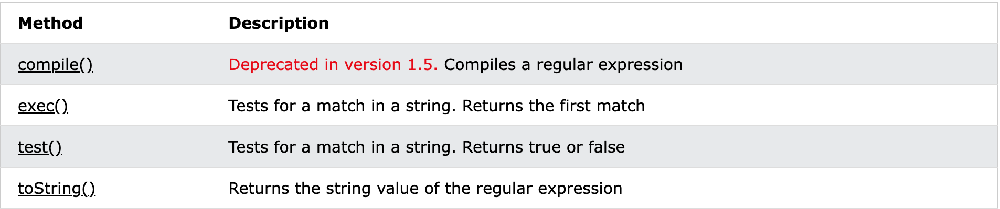 Method Description
compile() Deprecated in version 1.5. Compiles a regular expression
exec() Tests for a match in a string. Returns the first match
test() Tests for a match in a string. Returns true or false
toString() Returns the string value of the regular expression